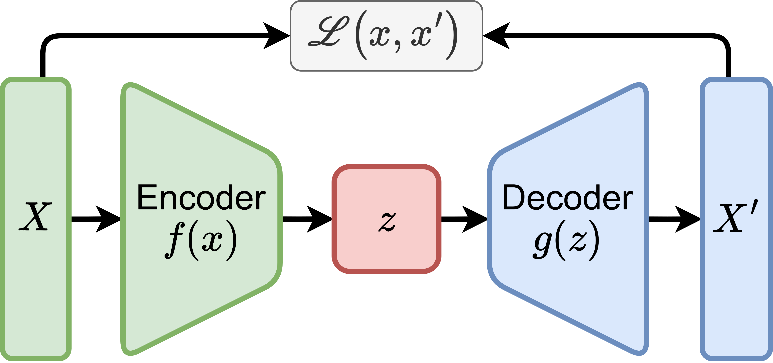 ℒ(x, x′)
X
Encoder
f(x)
z
Decoder
g(z)
X′